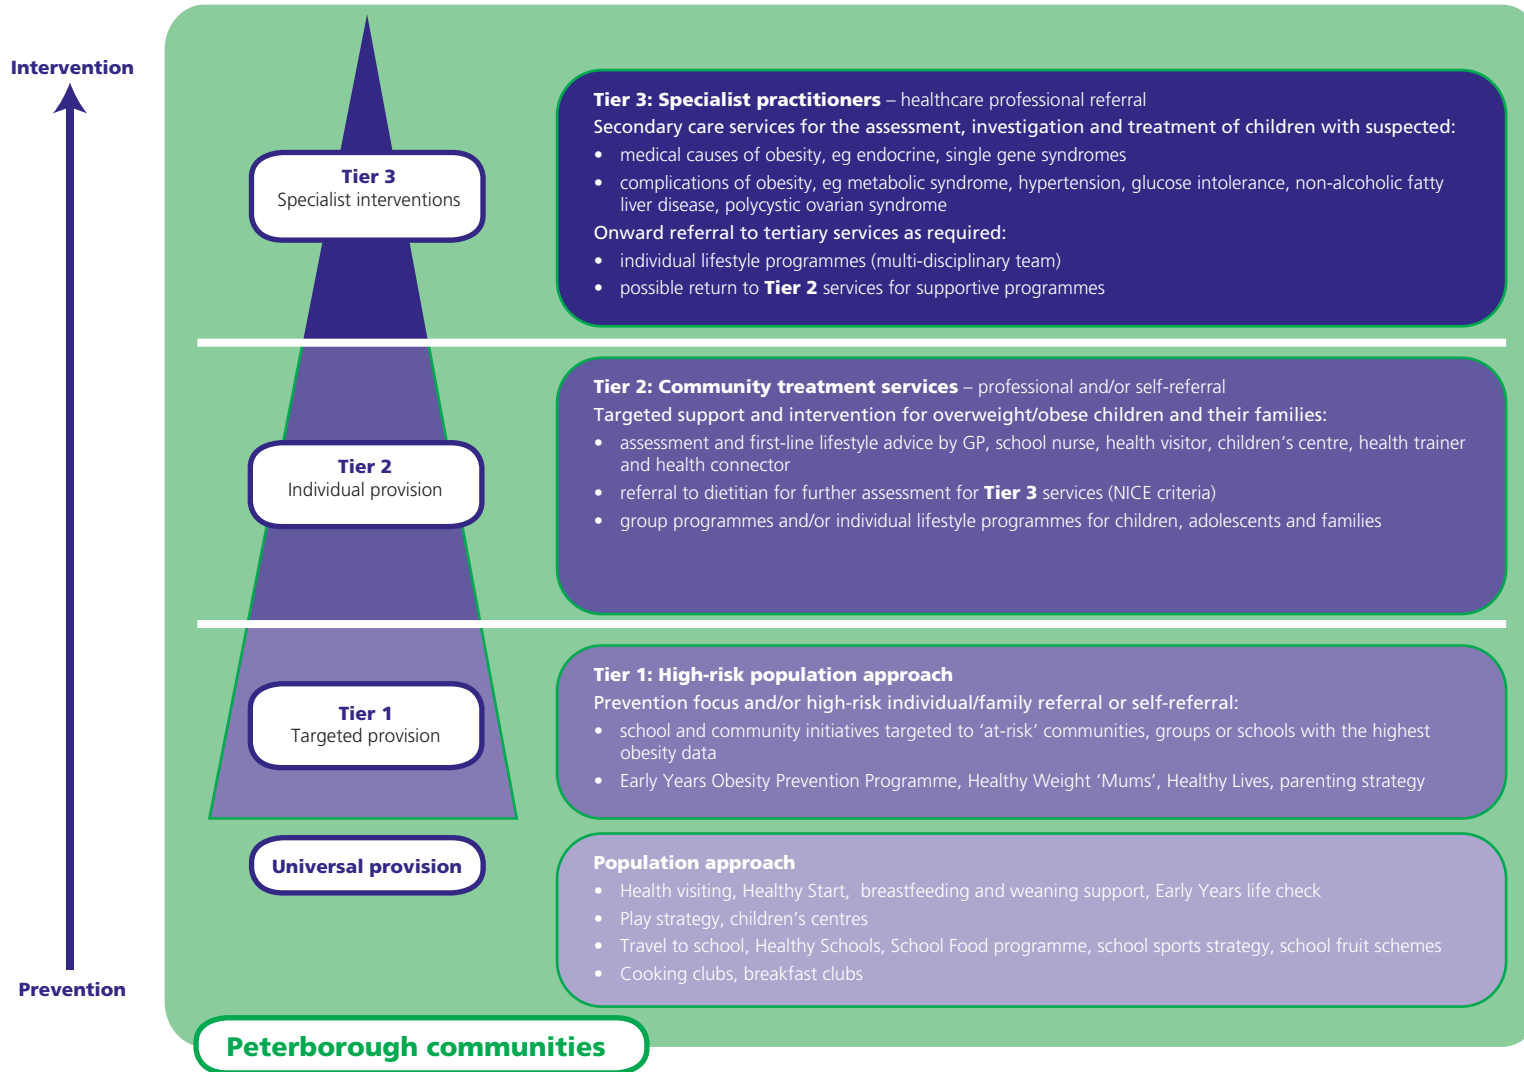 Intervention
Tier 3
Specialist interventions
Tier 3: Specialist practitioners – healthcare professional referral
Secondary care services for the assessment, investigation and treatment of children with suspected:
• medical causes of obesity, eg endocrine, single gene syndromes
• complications of obesity, eg metabolic syndrome, hypertension, glucose intolerance, non-alcoholic fatty
liver disease, polycystic ovarian syndrome
Onward referral to tertiary services as required:
• individual lifestyle programmes (multi-disciplinary team)
• possible return to Tier 2 services for supportive programmes
Tier 2
Individual provision
Tier 2: Community treatment services – professional and/or self-referral
Targeted support and intervention for overweight/obese children and their families:
• assessment and first-line lifestyle advice by GP, school nurse, health visitor, children’s centre, health trainer
and health connector
• referral to dietitian for further assessment for Tier 3 services (NICE criteria)
• group programmes and/or individual lifestyle programmes for children, adolescents and families
Tier 1
Targeted provision
Tier 1: High-risk population approach
Prevention focus and/or high-risk individual/family referral or self-referral:
• school and community initiatives targeted to ‘at-risk’ communities, groups or schools with the highest
obesity data
• Early Years Obesity Prevention Programme, Healthy Weight ‘Mums’, Healthy Lives, parenting strategy
Universal provision
Population approach
• Health visiting, Healthy Start, breastfeeding and weaning support, Early Years life check
• Play strategy, children’s centres
• Travel to school, Healthy Schools, School Food programme, school sports strategy, school fruit schemes
• Cooking clubs, breakfast clubs
Prevention
Peterborough communities